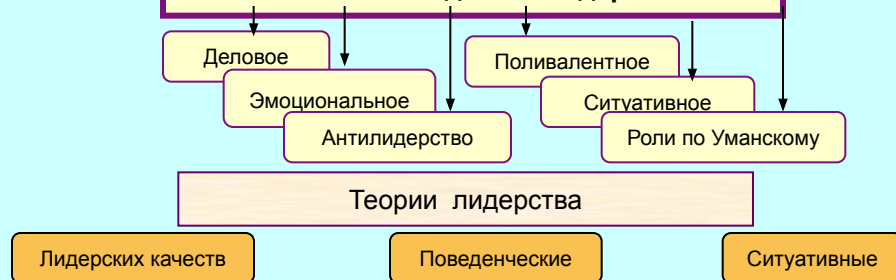 Деловое
Поливалентное
Эмоциональное
Ситуативное
Антилидерство
Роли по Уманскому
Теории лидерства
Лидерских качеств
Поведенческие
Ситуативные